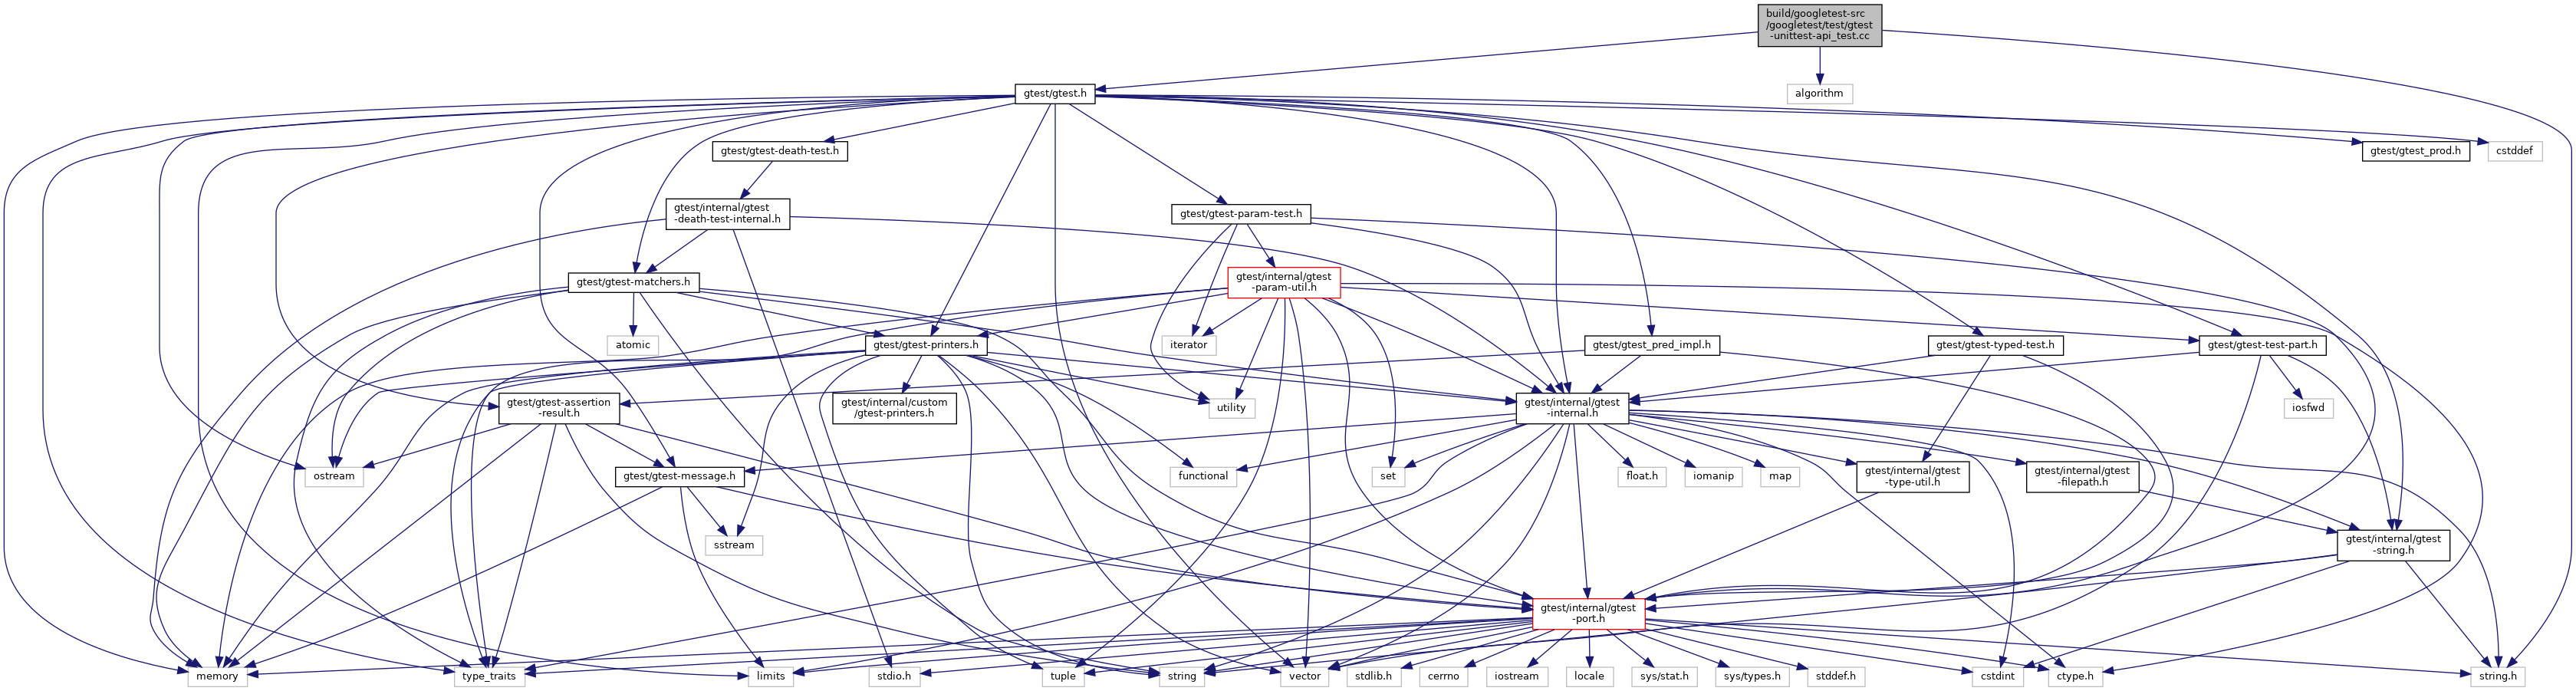 build/googletest-src
/googletest/test/gtest
-unittest-api_test.cc
gtest/gtest.h
algorithm
gtest/gtest-death-test.h
gtest/gtest_prod.h
cstddef
gtest/internal/gtest
-death-test-internal.h
gtest/gtest-param-test.h
gtest/gtest-matchers.h
gtest/internal/gtest
-param-util.h
atomic
gtest/gtest-printers.h
iterator
gtest/gtest_pred_impl.h
gtest/gtest-typed-test.h
gtest/gtest-test-part.h
gtest/gtest-assertion
-result.h
gtest/internal/custom
/gtest-printers.h
utility
gtest/internal/gtest
-internal.h
iosfwd
ostream
gtest/gtest-message.h
functional
set
float.h
iomanip
map
gtest/internal/gtest
-type-util.h
gtest/internal/gtest
-filepath.h
sstream
gtest/internal/gtest
-string.h
gtest/internal/gtest
-port.h
memory
type_traits
limits
stdio.h
tuple
string
vector
stdlib.h
cerrno
iostream
locale
sys/stat.h
sys/types.h
stddef.h
cstdint
ctype.h
string.h